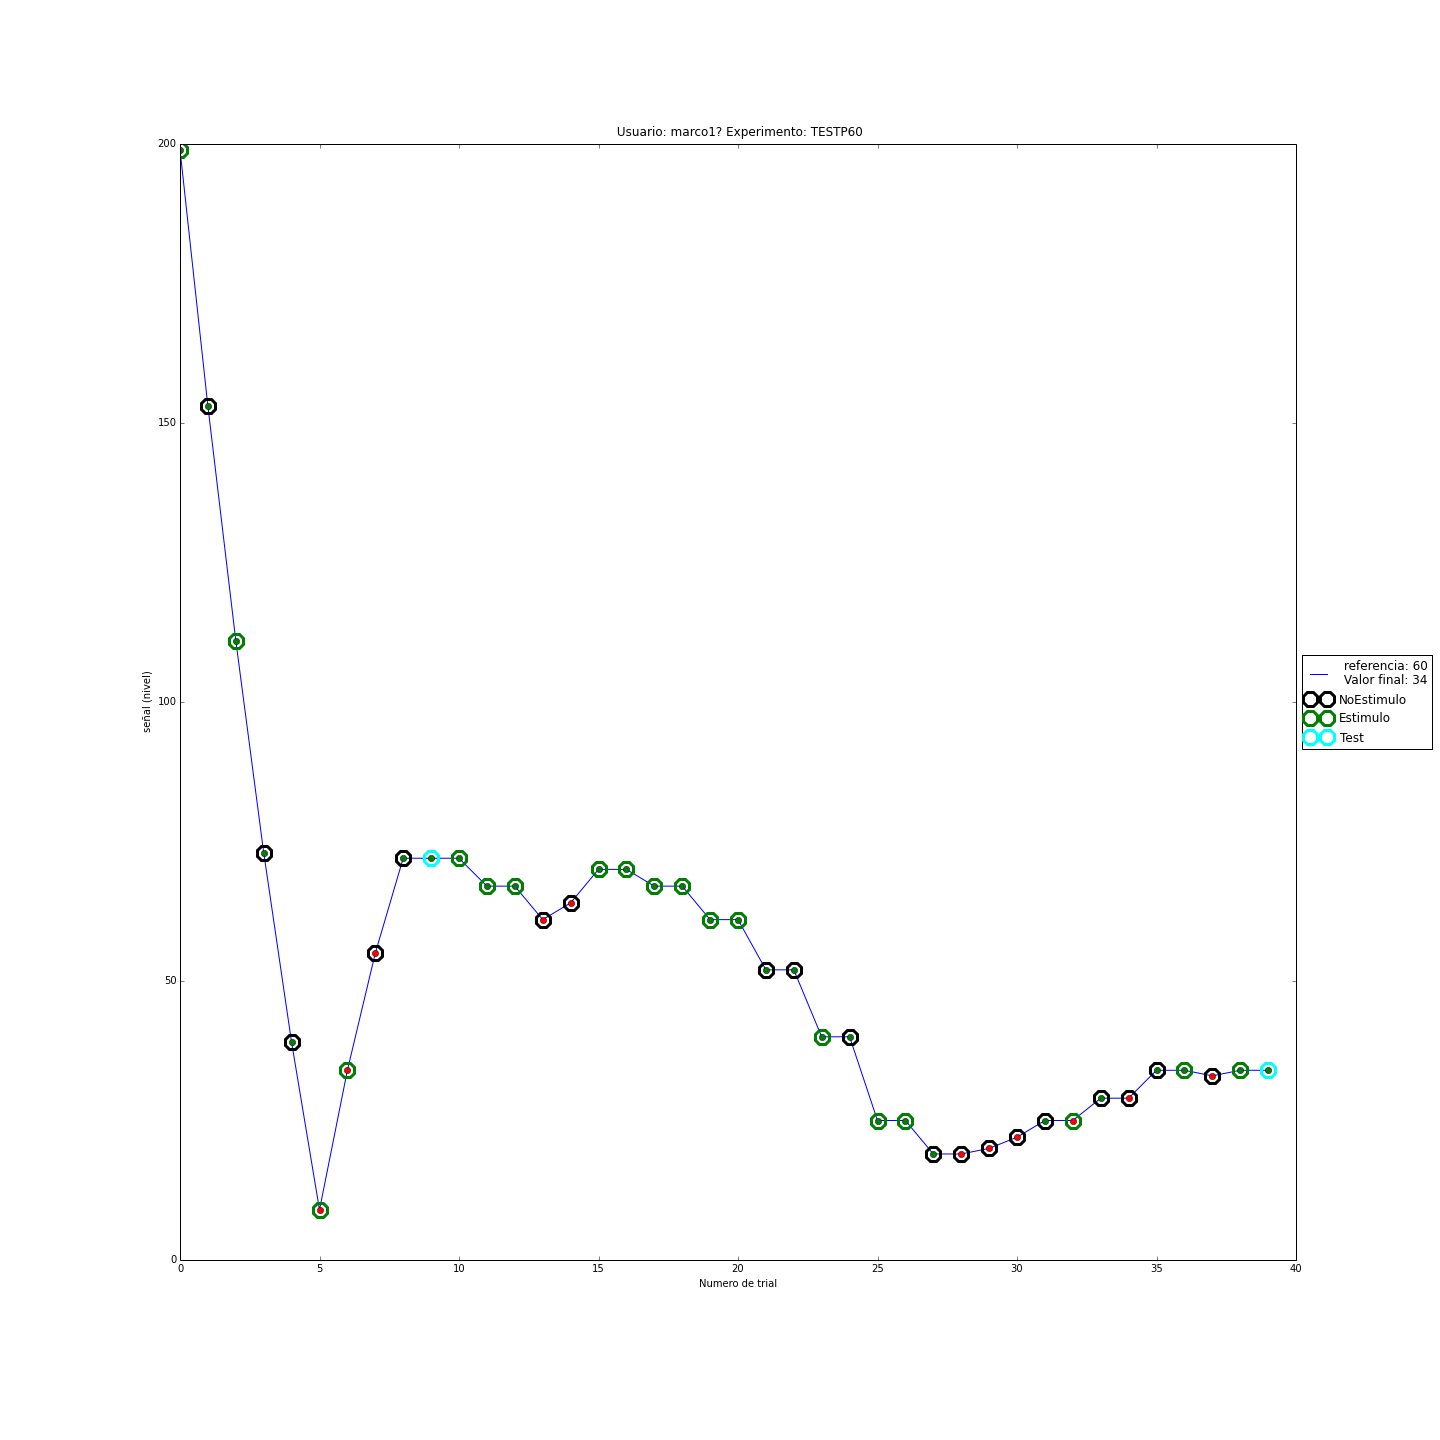 Usuario: marco1? Experimento: TESTP60
200
150
100
50
0
señal (nivel)
0 5 10 15 20 25 30 35 40
Numero de trial
referencia: 60
Valor final: 34
NoEstimulo
Estimulo
Test